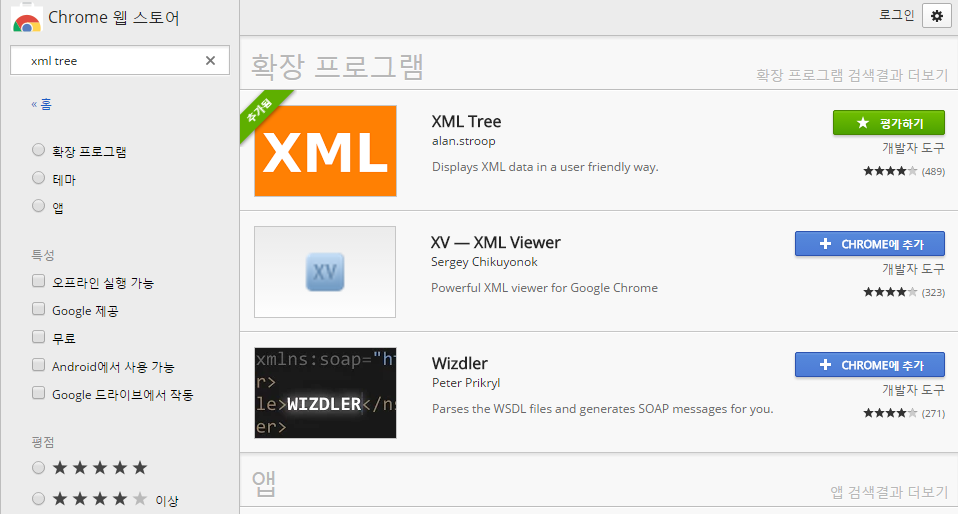 Chrome 웹 스토어
로그인
xml tree
« 홈
확장 프로그램
테마
앱
특성
오프라인 실행 가능
Google 제공
무료
Android에서 사용 가능
Google 드라이브에서 작동
평점
이상
확장 프로그램
확장 프로그램 검색결과 더보기
추가됨
XML
XML Tree
alan.stroop
Displays XML data in a user friendly way.
평가하기
개발자 도구
(489)
XV
XV — XML Viewer
Sergey Chikuyonok
Powerful XML viewer for Google Chrome
CHROME에 추가
개발자 도구
(323)
xmlns:soap="ht
r>
le>WIZDLER</ns
er>
Wizdler
Peter Prikryl
Parses the WSDL files and generates SOAP messages for you.
CHROME에 추가
개발자 도구
(271)
앱
앱 검색결과 더보기